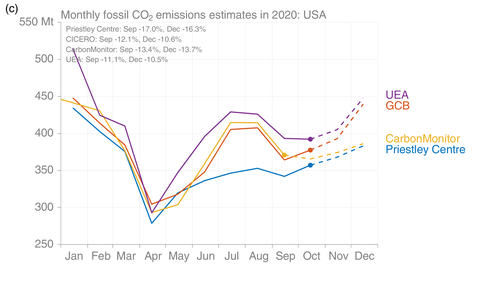 (c)
Monthly fossil CO2 emissions estimates in 2020: USA
550 Mt
Priestley Centre: Sep -17.0%, Dec -16.3%
CICERO: Sep -12.1%, Dec -10.6%
CarbonMonitor: Sep -13.4%, Dec -13.7%
UEA: Sep -11.1%, Dec -10.5%
500
450
400
350
300
250
UEA
GCB
CarbonMonitor
Priestley Centre
Jan Feb Mar Apr May Jun Jul Aug Sep Oct Nov Dec